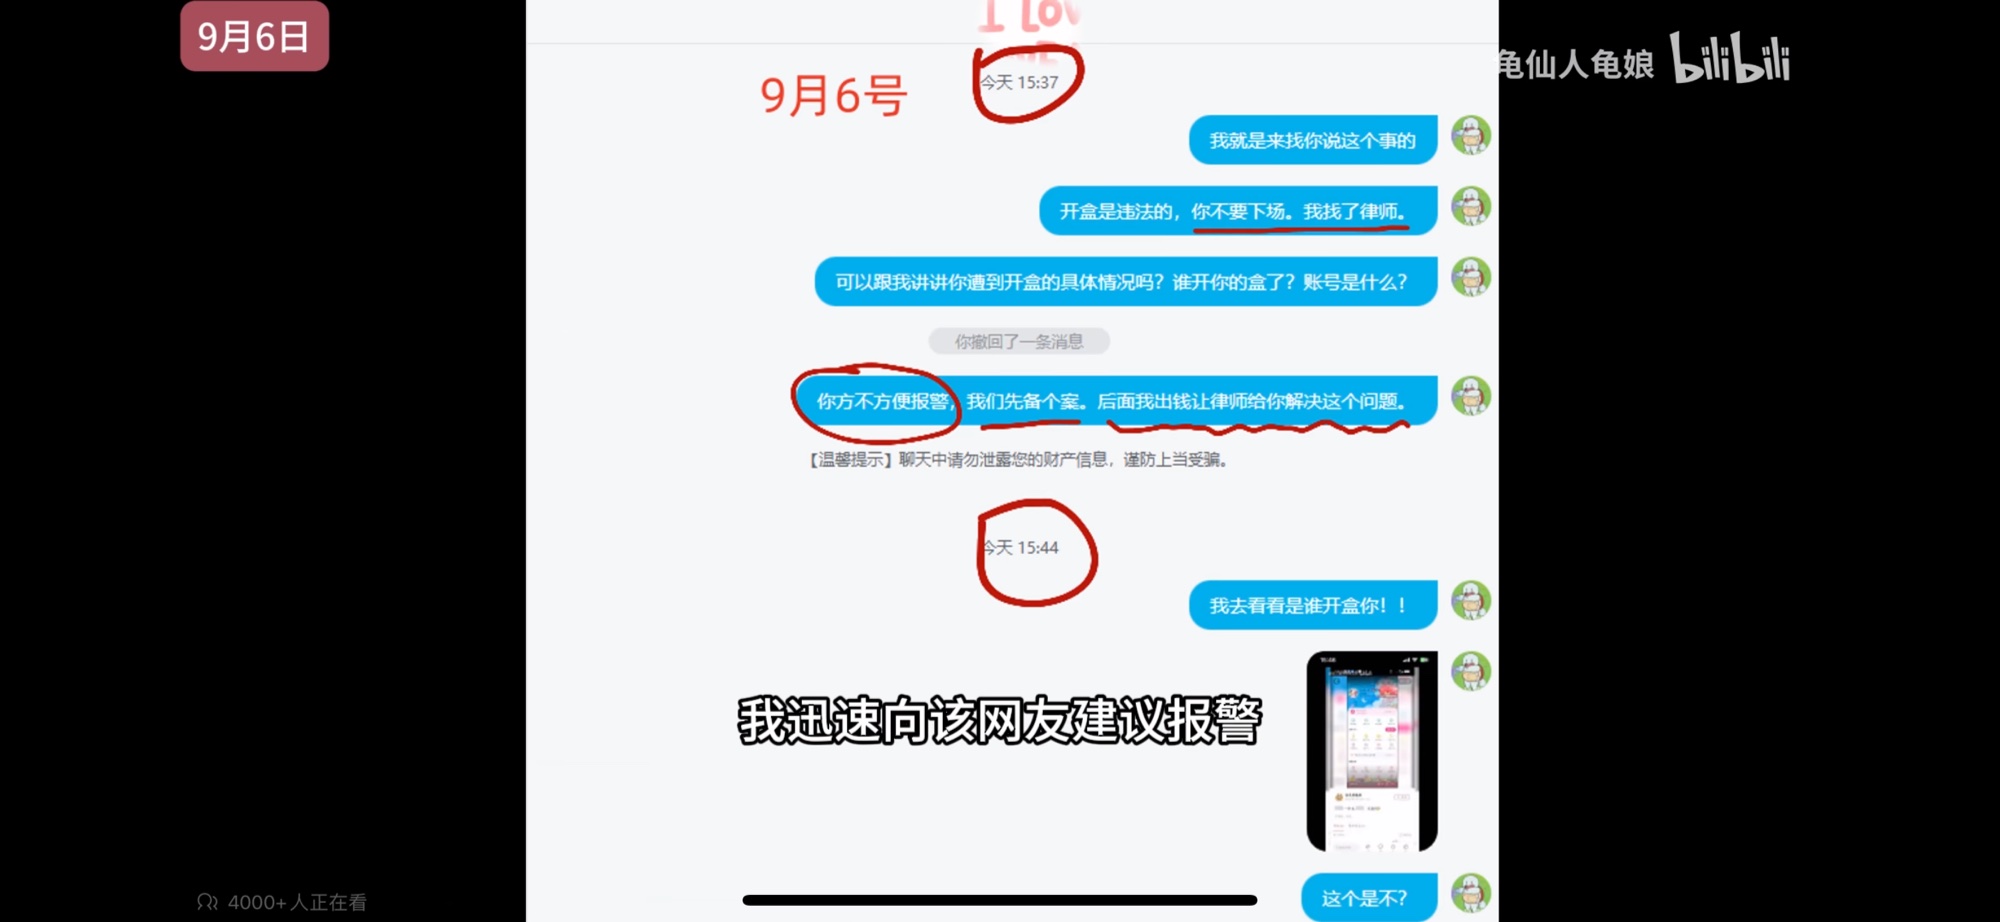 9月6日
I LOV
9月6号
今天 15:37
龟仙人龟娘 bilibili
我就是来找你说这个事的
开盒是违法的，你不要下场。我找了律师。
可以跟我讲讲你遭到开盒的具体情况吗？谁开你的盒了？账号是什么？
你撤回了一条消息
你方不方便报警，我们先备个案。后面我出钱让律师给你解决这个问题。
【温馨提示】聊天中请勿泄露您的财产信息，谨防上当受骗。
今天 15:44
我去看看是谁开盒你！！
我迅速向该网友建议报警
这个是不？
4000+人正在看